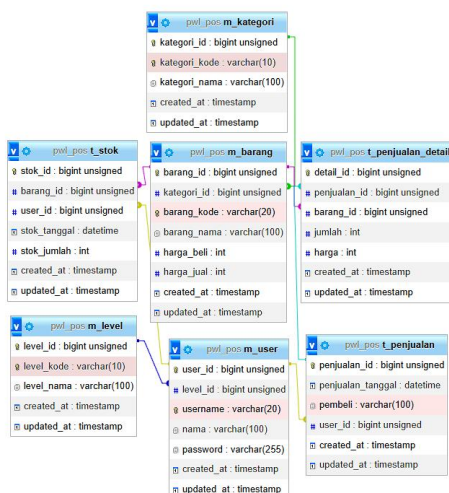 pwl_pos m_kategori
kategori_id : bigint unsigned
kategori_kode : varchar(10)
kategori_nama : varchar(100)
created_at : timestamp
updated_at : timestamp
pwl_pos t_stok
stok_id : bigint unsigned
barang_id : bigint unsigned
user_id : bigint unsigned
stok_tanggal : datetime
stok_jumlah : int
created_at : timestamp
updated_at : timestamp
pwl_pos m_barang
barang_id : bigint unsigned
kategori_id : bigint unsigned
barang_kode : varchar(20)
barang_nama : varchar(100)
harga_beli : int
harga_jual : int
created_at : timestamp
updated_at : timestamp
pwl_pos t_penjualan_detail
detail_id : bigint unsigned
penjualan_id : bigint unsigned
barang_id : bigint unsigned
jumlah : int
harga : int
created_at : timestamp
updated_at : timestamp
pwl_pos m_level
level_id : bigint unsigned
level_kode : varchar(10)
level_nama : varchar(100)
created_at : timestamp
updated_at : timestamp
pwl_pos m_user
user_id : bigint unsigned
level_id : bigint unsigned
username : varchar(20)
nama : varchar(100)
password : varchar(255)
created_at : timestamp
updated_at : timestamp
pwl_pos t_penjualan
penjualan_id : bigint unsigned
penjualan_tanggal : datetime
pembeli : varchar(100)
user_id : bigint unsigned
created_at : timestamp
updated_at : timestamp